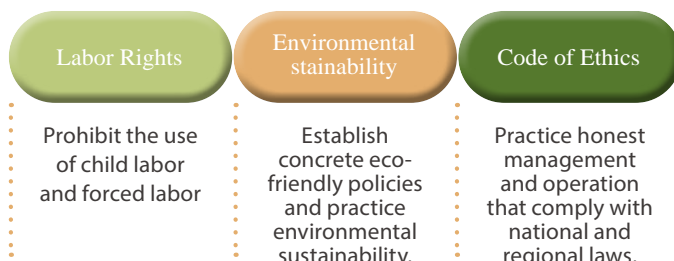 Labor Rights
Prohibit the use
of child labor
and forced labor
Environmental
stainability
Establish
concrete eco-
friendly policies
and practice
environmental
sustainability.
Code of Ethics
Practice honest
management
and operation
that comply with
national and
regional laws.